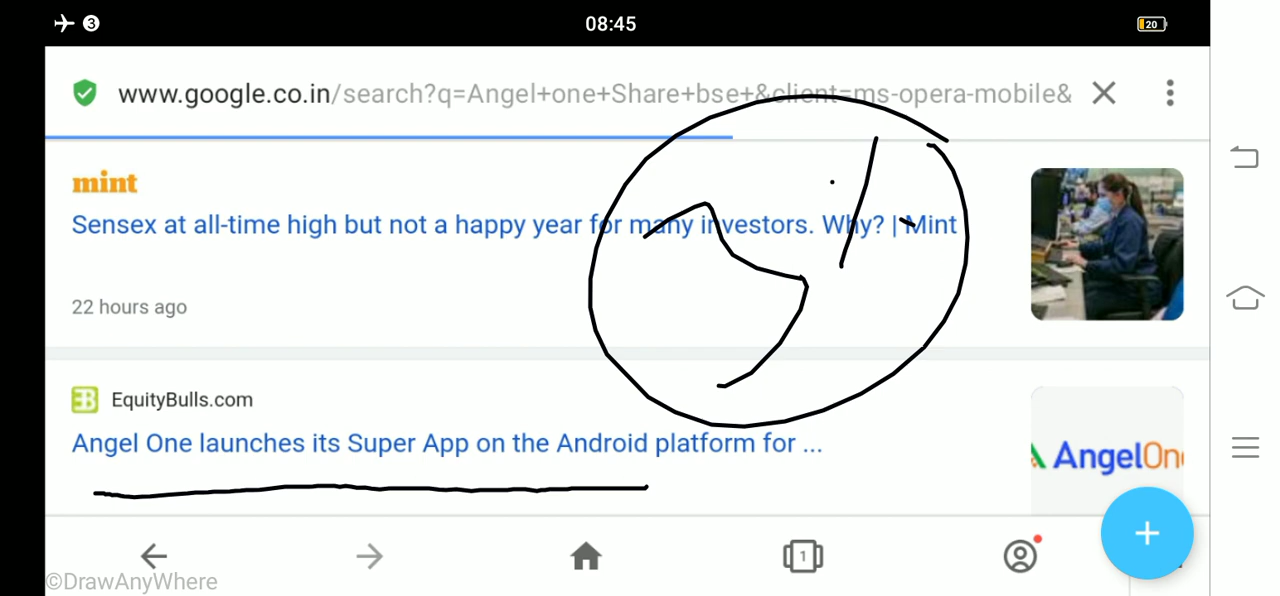 3 08:45 20
www.google.co.in/search?q=Angel+one+Share+bse+&client=ms-opera-mobile&
mint
Sensex at all-time high but not a happy year for many investors. Why? | Mint
22 hours ago
EquityBulls.com
Angel One launches its Super App on the Android platform for ...
AngelOn
1
©DrawAnyWhere